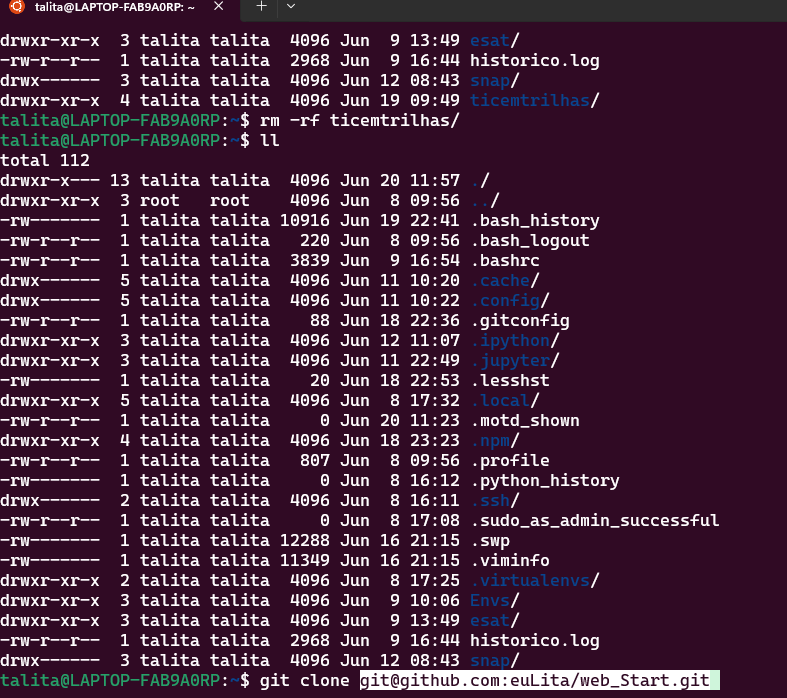 talita@LAPTOP-FAB9A0RP: ~
drwxr-xr-x  3 talita talita  4096 Jun  9 13:49 esat/
-rw-r--r--  1 talita talita  2968 Jun  9 16:44 historico.log
drwx------  3 talita talita  4096 Jun 12 08:43 snap/
drwxr-xr-x  4 talita talita  4096 Jun 19 09:49 ticemtrilhas/
talita@LAPTOP-FAB9A0RP:~$ rm -rf ticemtrilhas/
talita@LAPTOP-FAB9A0RP:~$ ll
total 112
drwxr-x--- 13 talita talita  4096 Jun 20 11:57 ./
drwxr-xr-x  3 root   root    4096 Jun  8 09:56 ../
-rw-------  1 talita talita 10916 Jun 19 22:41 .bash_history
-rw-r--r--  1 talita talita   220 Jun  8 09:56 .bash_logout
-rw-r--r--  1 talita talita  3839 Jun  9 16:54 .bashrc
drwx------  5 talita talita  4096 Jun 11 10:20 .cache/
drwx------  5 talita talita  4096 Jun 11 10:22 .config/
-rw-r--r--  1 talita talita    88 Jun 18 22:36 .gitconfig
drwxr-xr-x  3 talita talita  4096 Jun 12 11:07 .ipython/
drwxr-xr-x  3 talita talita  4096 Jun 11 22:49 .jupyter/
-rw-------  1 talita talita    20 Jun 18 22:53 .lesshst
drwxr-xr-x  5 talita talita  4096 Jun  8 17:32 .local/
-rw-r--r--  1 talita talita     0 Jun 20 11:23 .motd_shown
drwxr-xr-x  4 talita talita  4096 Jun 18 23:23 .npm/
-rw-r--r--  1 talita talita   807 Jun  8 09:56 .profile
-rw-------  1 talita talita     0 Jun  8 16:12 .python_history
drwx------  2 talita talita  4096 Jun  8 16:11 .ssh/
-rw-r--r--  1 talita talita     0 Jun  8 17:08 .sudo_as_admin_successful
-rw-------  1 talita talita 12288 Jun 16 21:15 .swp
-rw-------  1 talita talita 11349 Jun 16 21:15 .viminfo
drwxr-xr-x  2 talita talita  4096 Jun  8 17:25 .virtualenvs/
drwxr-xr-x  3 talita talita  4096 Jun  9 10:06 Envs/
drwxr-xr-x  3 talita talita  4096 Jun  9 13:49 esat/
-rw-r--r--  1 talita talita  2968 Jun  9 16:44 historico.log
drwx------  3 talita talita  4096 Jun 12 08:43 snap/
talita@LAPTOP-FAB9A0RP:~$ git clone git@github.com:euLita/web_Start.git